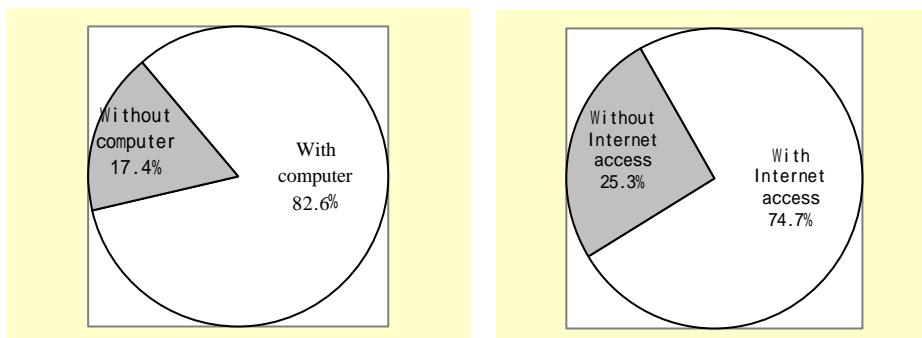 Without
computer
17.4%
With
computer
82.6%
Without
Internet
access
25.3%
With
Internet
access
74.7%